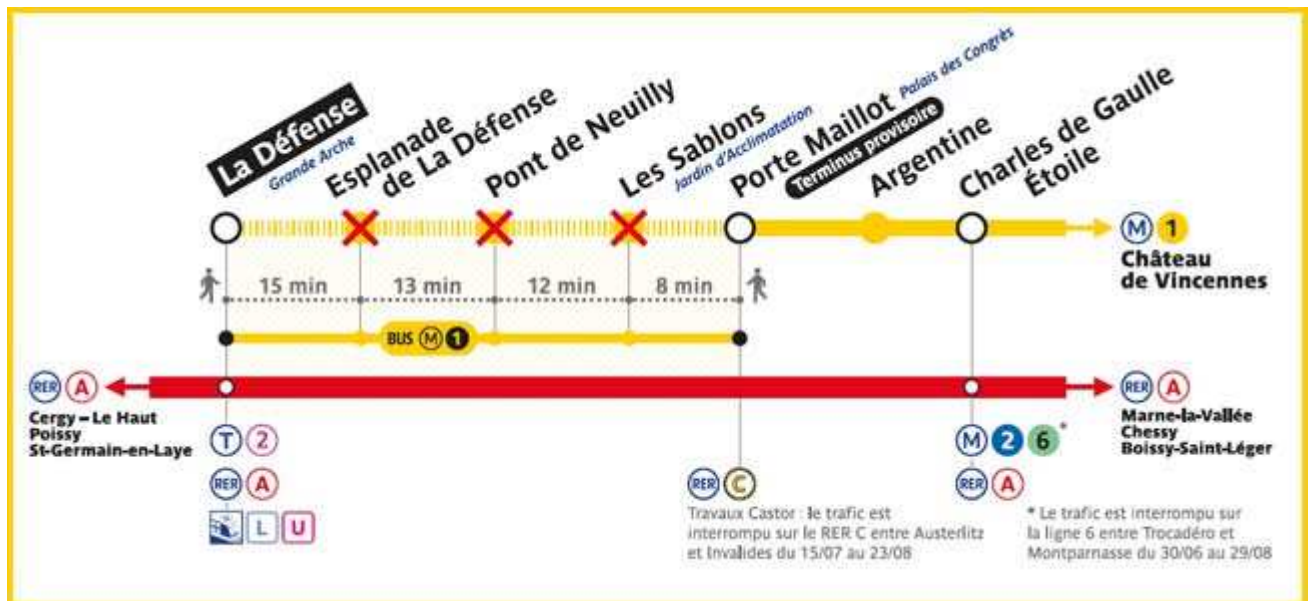 La Défense
Grande Arche
Esplanade
de La Défense
Pont de Neuilly
Les Sablons
Jardin d'Acclimatation
Porte Maillot
Palais des Congrès
Terminus provisoire
Argentine
Charles de Gaulle
Étoile
M 1
Château
de Vincennes
15 min
13 min
12 min
8 min
BUS M 1
RER A
Cergy – Le Haut
Poissy
St-Germain-en-Laye
RER A
Marne-la-Vallée
Chessy
Boissy-Saint-Léger
T 2
RER A
L U
RER C
Travaux Castor : le trafic est
interrompu sur le RER C entre Austerlitz
et Invalides du 15/07 au 23/08
M 2 6 *
RER A
* Le trafic est interrompu sur
la ligne 6 entre Trocadéro et
Montparnasse du 30/06 au 29/08